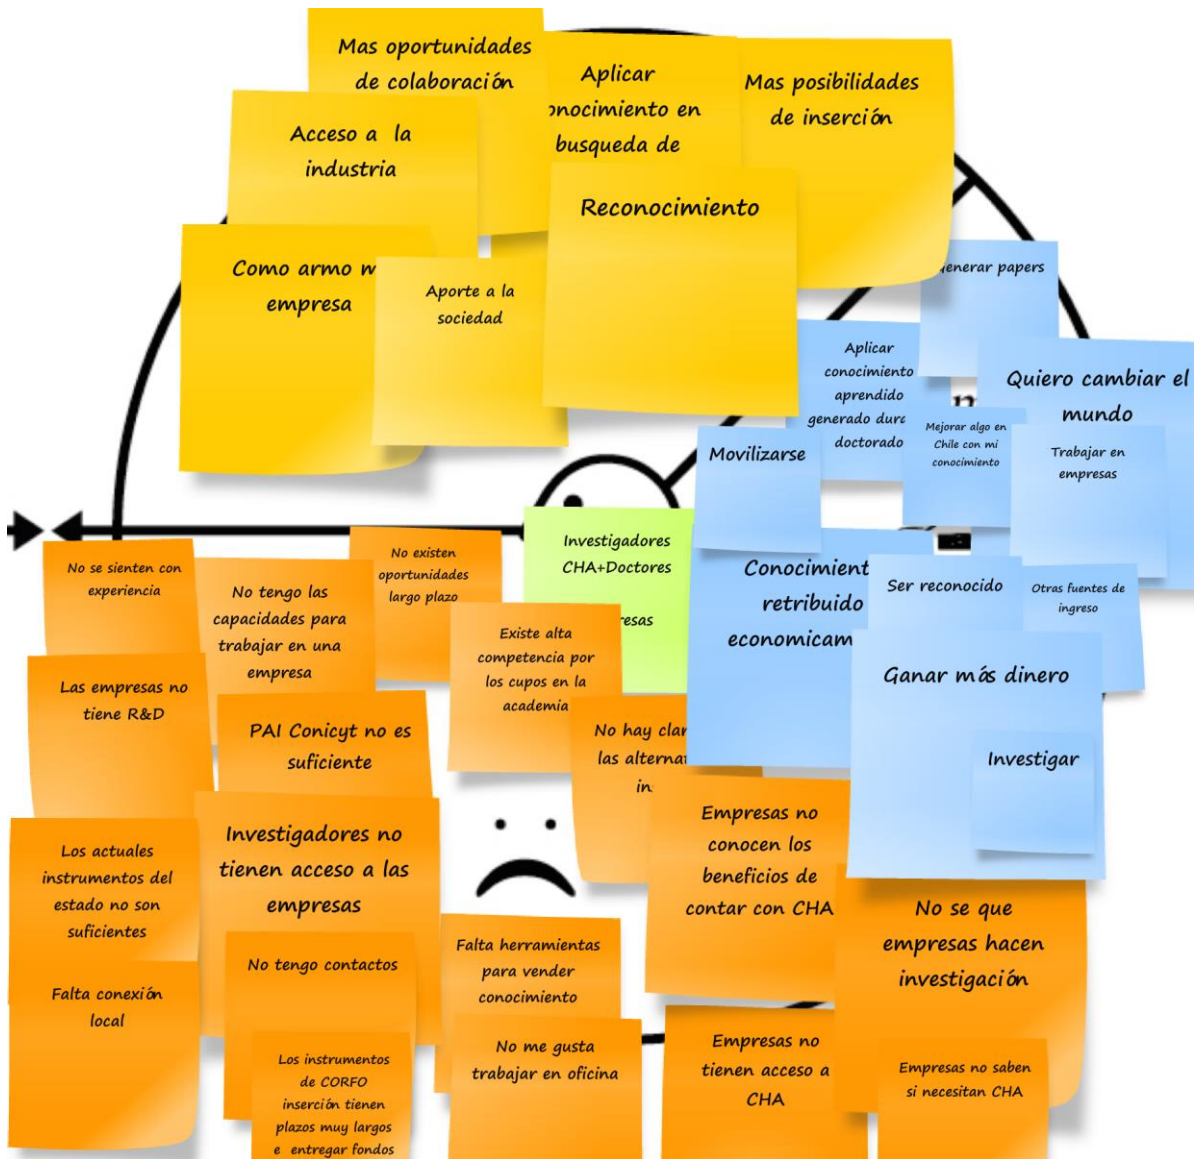 Mas oportunidades
de colaboración
Aplicar
onocimiento en
busqueda de
Mas posibilidades
de inserción
Acceso a la
industria
Reconocimiento
Como armo m
empresa
Aporte a la
sociedad
enerar papers
Aplicar
conocimiento
aprendido
generado dura
doctorado
Quiero cambiar el
mundo
Mejorar algo en
Chile con mi
conocimiento
Trabajar en
empresas
Movilizarse
Investigadores
CHA+Doctores
resas
Conocimient
retribuido
economicam
Ser reconocido
Otras fuentes de
ingreso
Ganar más dinero
Investigar
No se sienten con
experiencia
No tengo las
capacidades para
trabajar en una
empresa
No existen
oportunidades
largo plazo
Existe alta
competencia por
los cupos en la
academia
Las empresas no
tiene R&D
PAI Conicyt no es
suficiente
No hay clar
las alternat
in
Los actuales
instrumentos del
estado no son
suficientes
Investigadores no
tienen acceso a las
empresas
Empresas no
conocen los
beneficios de
contar con CHA
No se que
empresas hacen
investigación
Falta conexión
local
No tengo contactos
Falta herramientas
para vender
conocimiento
Los instrumentos
de CORFO
inserción tienen
plazos muy largos
e entregar fondos
No me gusta
trabajar en oficina
Empresas no
tienen acceso a
CHA
Empresas no saben
si necesitan CHA